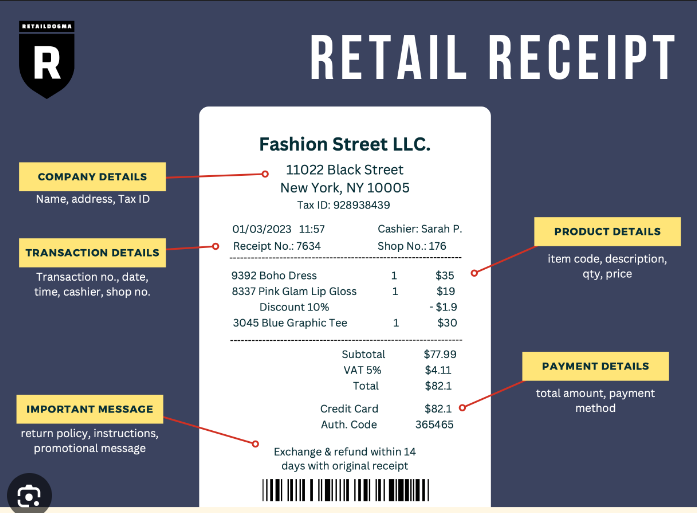 RETAILDOGMA
R
RETAIL RECEIPT
Fashion Street LLC.
11022 Black Street
New York, NY 10005
Tax ID: 928938439
01/03/2023 11:57 Cashier: Sarah P.
Receipt No.: 7634 Shop No.: 176
9392 Boho Dress 1 $35
8337 Pink Glam Lip Gloss 1 $19
Discount 10% - $1.9
3045 Blue Graphic Tee 1 $30
Subtotal $77.99
VAT 5% $4.11
Total $82.1
Credit Card $82.1
Auth. Code 365465
Exchange & refund within 14
days with original receipt
COMPANY DETAILS
Name, address, Tax ID
TRANSACTION DETAILS
Transaction no., date,
time, cashier, shop no.
IMPORTANT MESSAGE
return policy, instructions,
promotional message
PRODUCT DETAILS
item code, description,
qty, price
PAYMENT DETAILS
total amount, payment
method